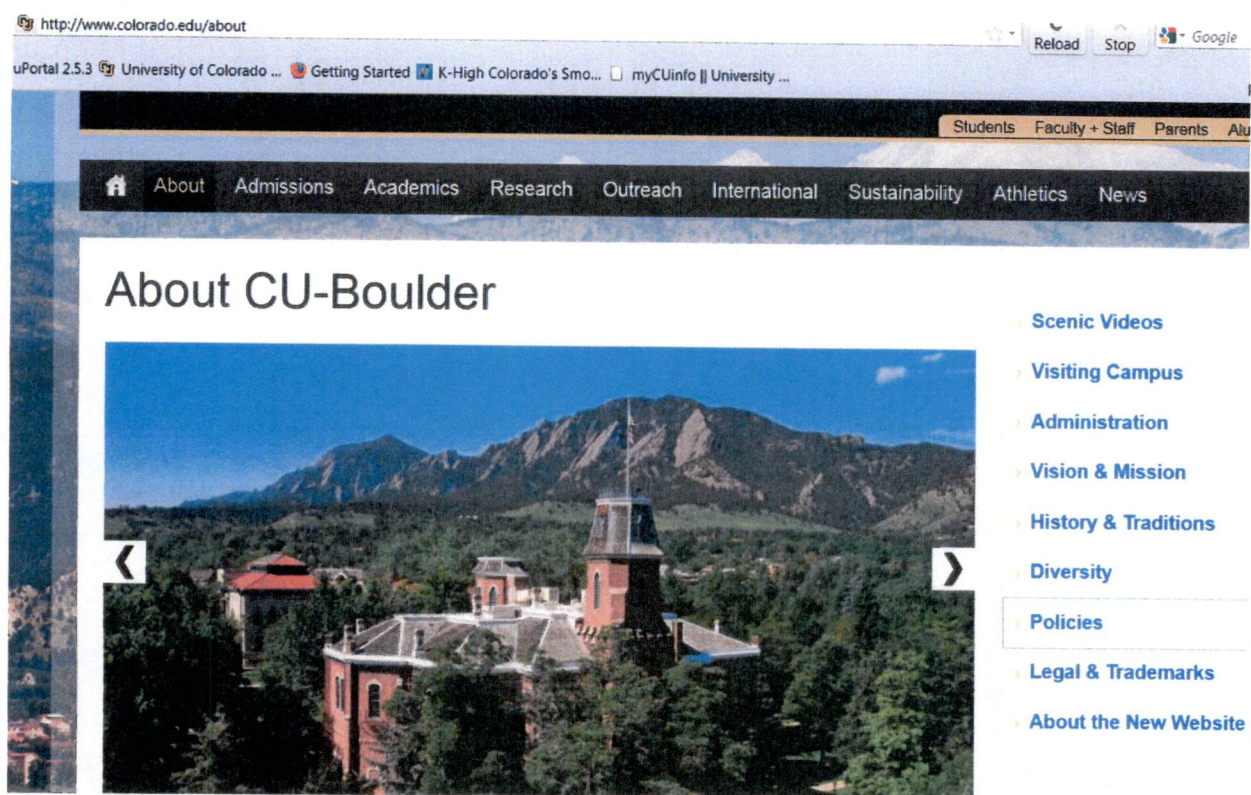 http://www.colorado.edu/about
Reload Stop Google
uPortal 2.5.3 University of Colorado ... Getting Started K-High Colorado's Smo... myCUinfo || University ...
Students Faculty + Staff Parents Alu
About Admissions Academics Research Outreach International Sustainability Athletics News
About CU-Boulder
Scenic Videos
Visiting Campus
Administration
Vision & Mission
History & Traditions
Diversity
Policies
Legal & Trademarks
About the New Website